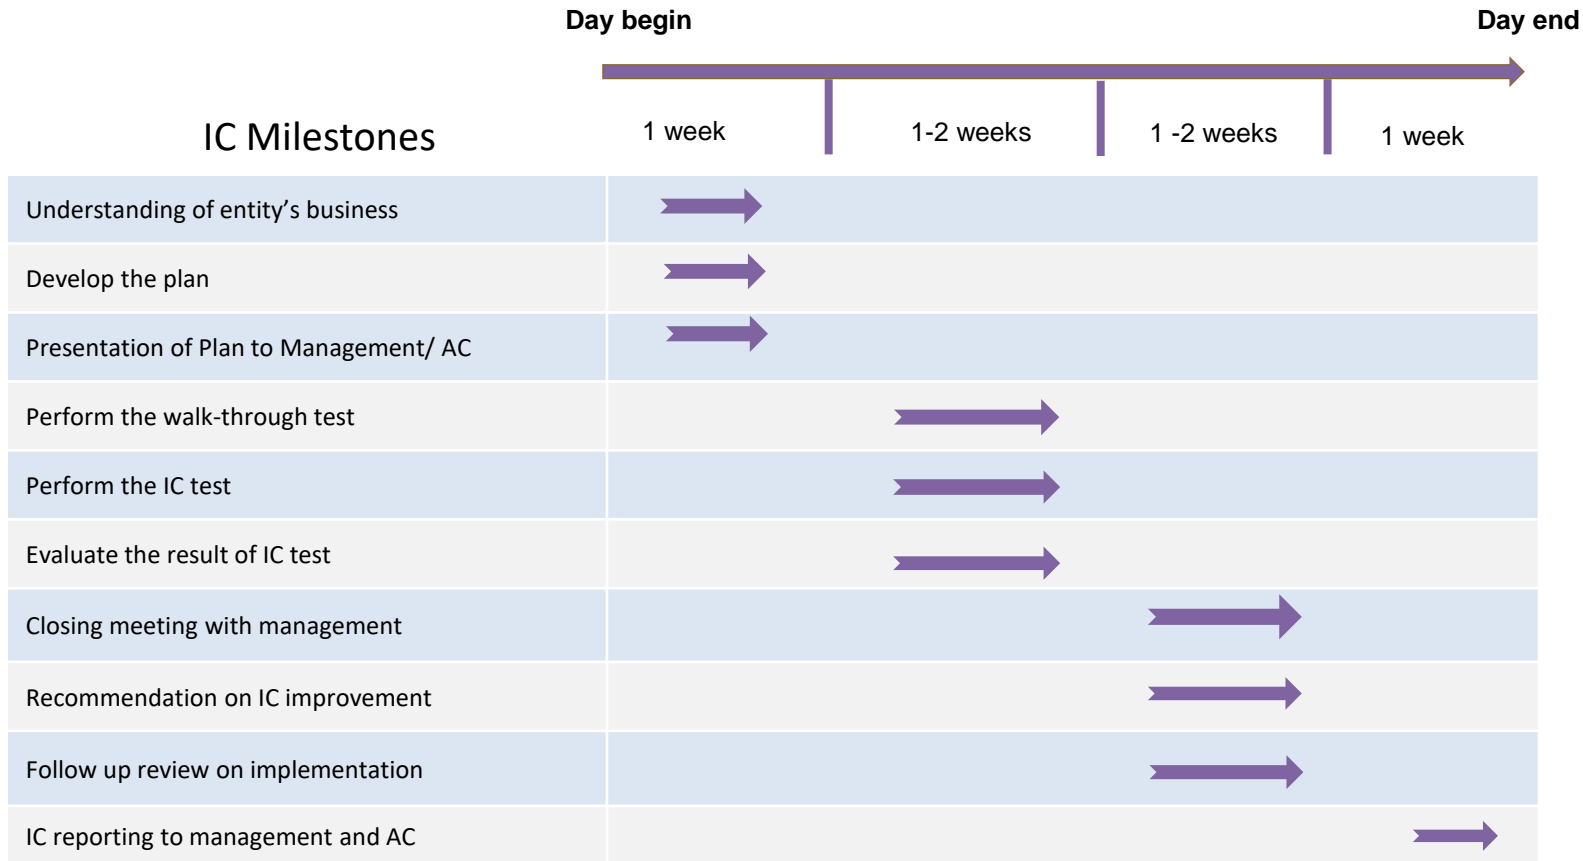 Day begin
Day end
IC Milestones
1 week
1-2 weeks
1 -2 weeks
1 week
Understanding of entity’s business
Develop the plan
Presentation of Plan to Management/ AC
Perform the walk-through test
Perform the IC test
Evaluate the result of IC test
Closing meeting with management
Recommendation on IC improvement
Follow up review on implementation
IC reporting to management and AC